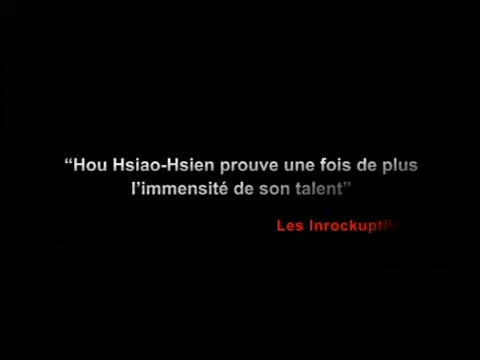 “Hou Hsiao-Hsien prouve une fois de plus
l’immensité de son talent”
Les